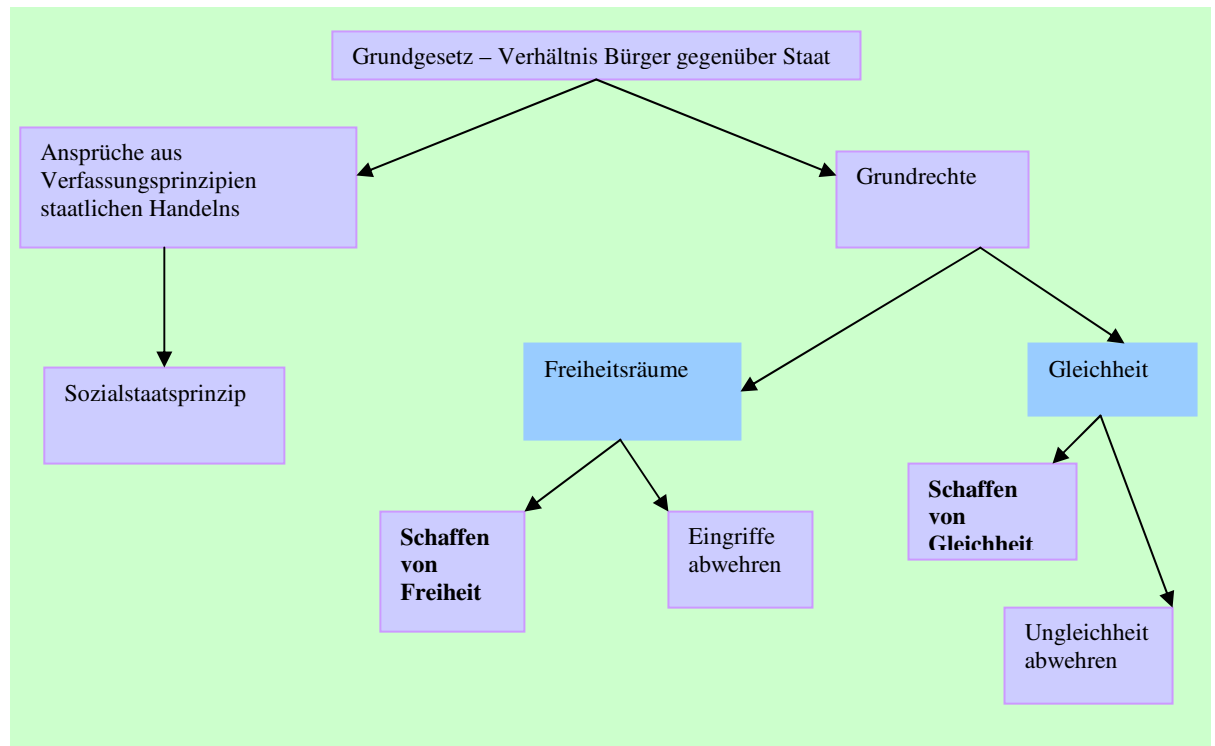 Grundgesetz – Verhältnis Bürger gegenüber Staat
Ansprüche aus
Verfassungsprinzipien
staatlichen Handelns
Grundrechte
Sozialstaatsprinzip
Freiheitsräume
Gleichheit
Schaffen
von
Freiheit
Eingriffe
abwehren
Schaffen
von
Gleichheit
Ungleichheit
abwehren